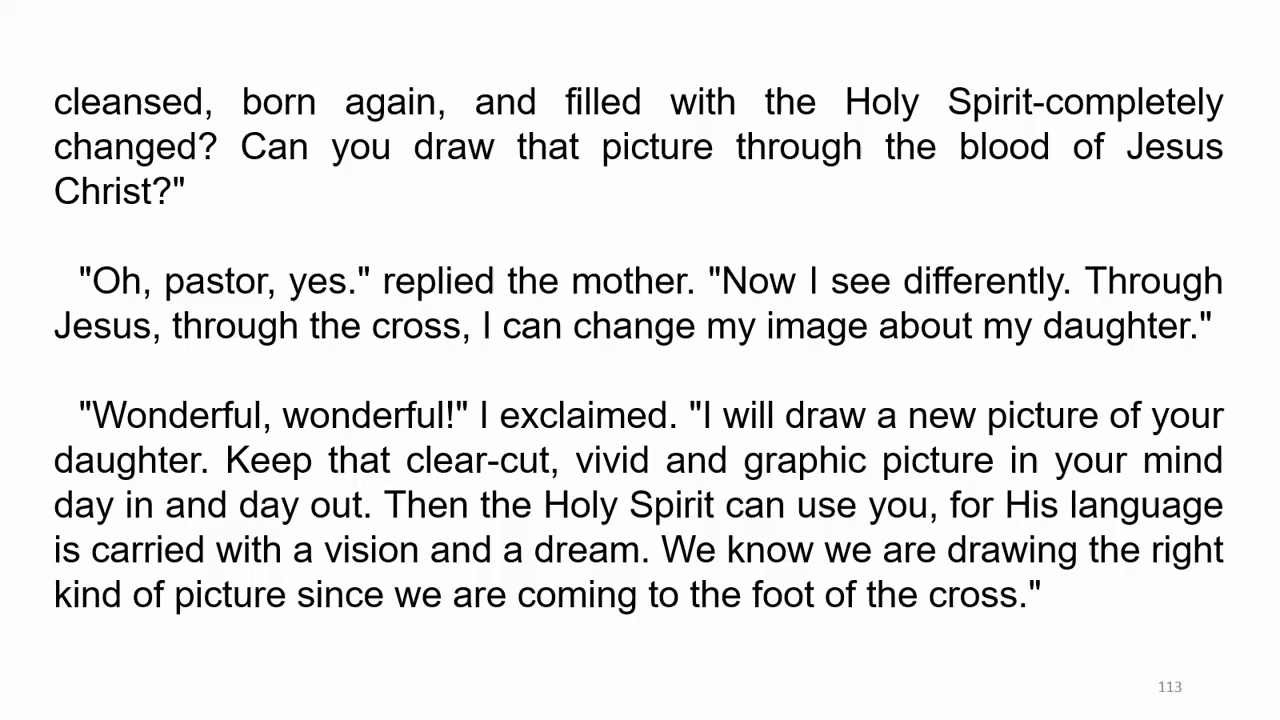 cleansed, born again, and filled with the Holy Spirit-completely
changed? Can you draw that picture through the blood of Jesus
Christ?"
"Oh, pastor, yes." replied the mother. "Now I see differently. Through
Jesus, through the cross, I can change my image about my daughter."
"Wonderful, wonderful!" I exclaimed. "I will draw a new picture of your
daughter. Keep that clear-cut, vivid and graphic picture in your mind
day in and day out. Then the Holy Spirit can use you, for His language
is carried with a vision and a dream. We know we are drawing the right
kind of picture since we are coming to the foot of the cross."
113